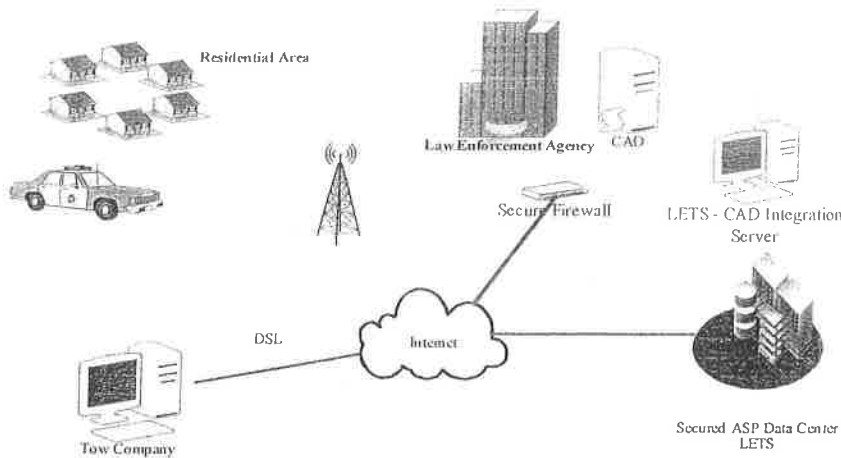 Residential Area
Law Enforcement Agency
CAD
Secure Firewall
LETS - CAD Integration
Server
DSL
Internet
Tow Company
Secured ASP Data Center
LETS